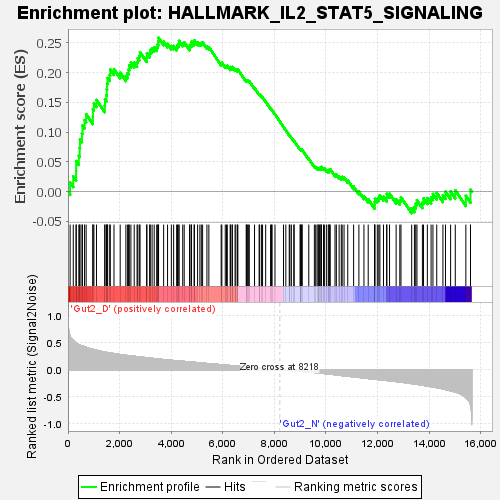 Enrichment plot: HALLMARK_IL2_STAT5_SIGNALING
Enrichment score (ES)
0.25
0.20
0.15
0.10
0.05
0.00
-0.05
'Gut2_D' (positively correlated)
Ranked list metric (Signal2Noise)
1.0
0.5
0.0
-0.5
-1.0
Zero cross at 8218
'Gut2_N' (negatively correlated)
0
2,000
4,000
6,000
8,000
10,000
12,000
14,000
16,000
Rank in Ordered Dataset
Enrichment profile
Hits
Ranking metric scores